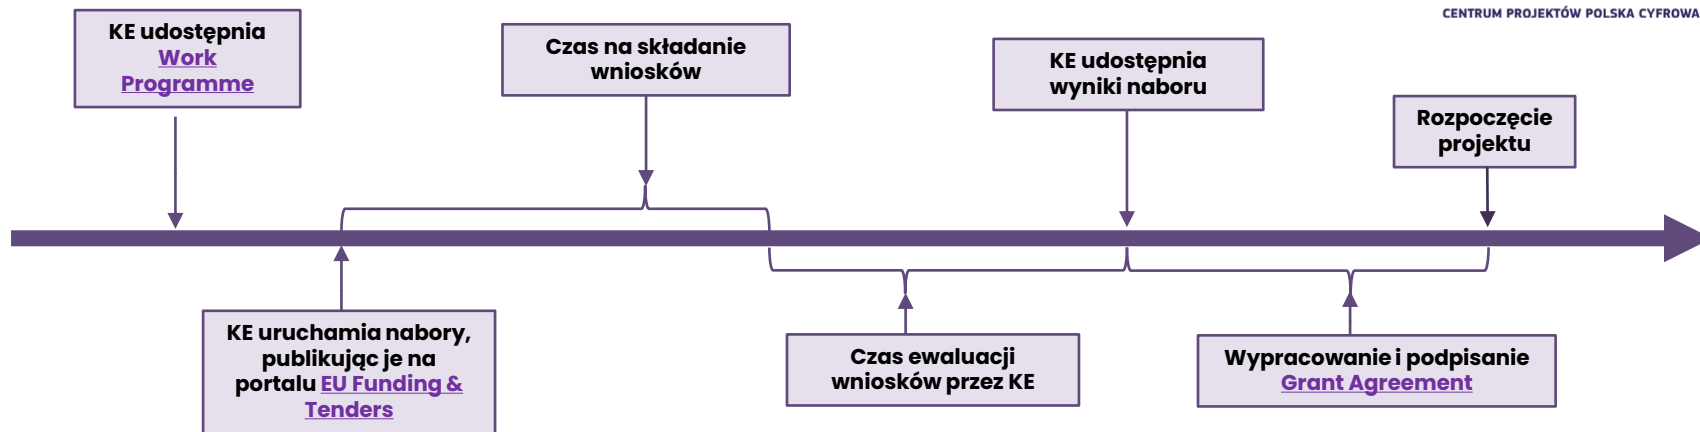 CENTRUM PROJEKTÓW POLSKA CYFROWA
KE udostępnia
Work
Programme
Czas na składanie
wniosków
KE udostępnia
wyniki naboru
Rozpoczęcie
projektu
KE uruchamia nabory,
publikując je na
portalu EU Funding &
Tenders
Czas ewaluacji
wniosków przez KE
Wypracowanie i podpisanie
Grant Agreement